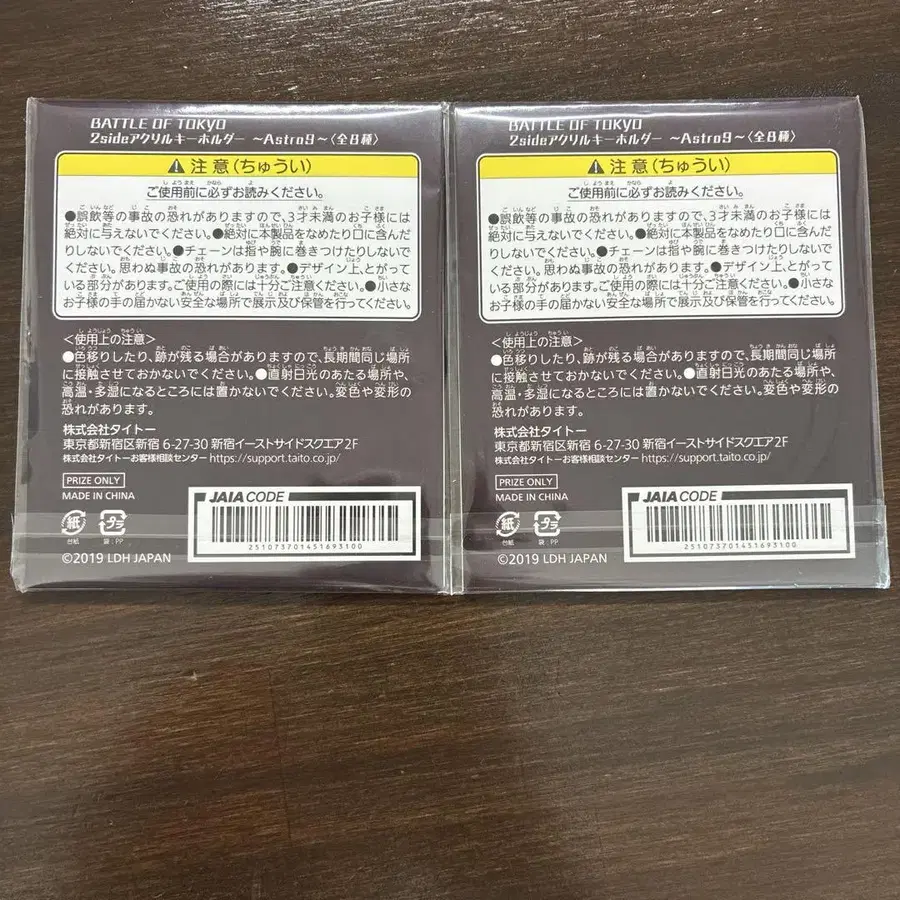 BATTLE OF TOKYO
2sideアクリルキーホルダー ～Astro9～〈全8種〉
⚠ 注意(ちゅうい)
ご使用前に必ずお読みください。
●誤飲等の事故の恐れがありますので、3才未満のお子様には
絶対に与えないでください。●絶対に本製品をなめたり口に含んだ
りしないでください。●チェーンは指や腕に巻きつけたりしないで
ください。思わぬ事故の恐れがあります。●デザイン上、とがって
いる部分があります。ご使用の際には十分ご注意ください。●小さな
お子様の手の届かない安全な場所で展示及び保管を行ってください。
<使用上の注意>
●色移りしたり、跡が残る場合がありますので、長期間同じ場所
に接触させておかないでください。●直射日光のあたる場所や、
高温・多湿になるところには置かないでください。変色や変形の
恐れがあります。
株式会社タイトー
東京都新宿区新宿 6-27-30 新宿イーストサイドスクエア2F
株式会社タイトーお客様相談センター https://support.taito.co.jp/
PRIZE ONLY
MADE IN CHINA
JAIA CODE
紙 プラ
台紙 袋:PP
251073701451693100
©2019 LDH JAPAN
BATTLE OF TOKYO
2sideアクリルキーホルダー ～Astro9～〈全8種〉
⚠ 注意(ちゅうい)
ご使用前に必ずお読みください。
●誤飲等の事故の恐れがありますので、3才未満のお子様には
絶対に与えないでください。●絶対に本製品をなめたり口に含んだ
りしないでください。●チェーンは指や腕に巻きつけたりしないで
ください。思わぬ事故の恐れがあります。●デザイン上、とがって
いる部分があります。ご使用の際には十分ご注意ください。●小さな
お子様の手の届かない安全な場所で展示及び保管を行ってください。
<使用上の注意>
●色移りしたり、跡が残る場合がありますので、長期間同じ場所
に接触させておかないでください。●直射日光のあたる場所や、
高温・多湿になるところには置かないでください。変色や変形の
恐れがあります。
株式会社タイトー
東京都新宿区新宿 6-27-30 新宿イーストサイドスクエア2F
株式会社タイトーお客様相談センター https://support.taito.co.jp/
PRIZE ONLY
MADE IN CHINA
JAIA CODE
紙 プラ
台紙 袋:PP
251073701451693100
©2019 LDH JAPAN